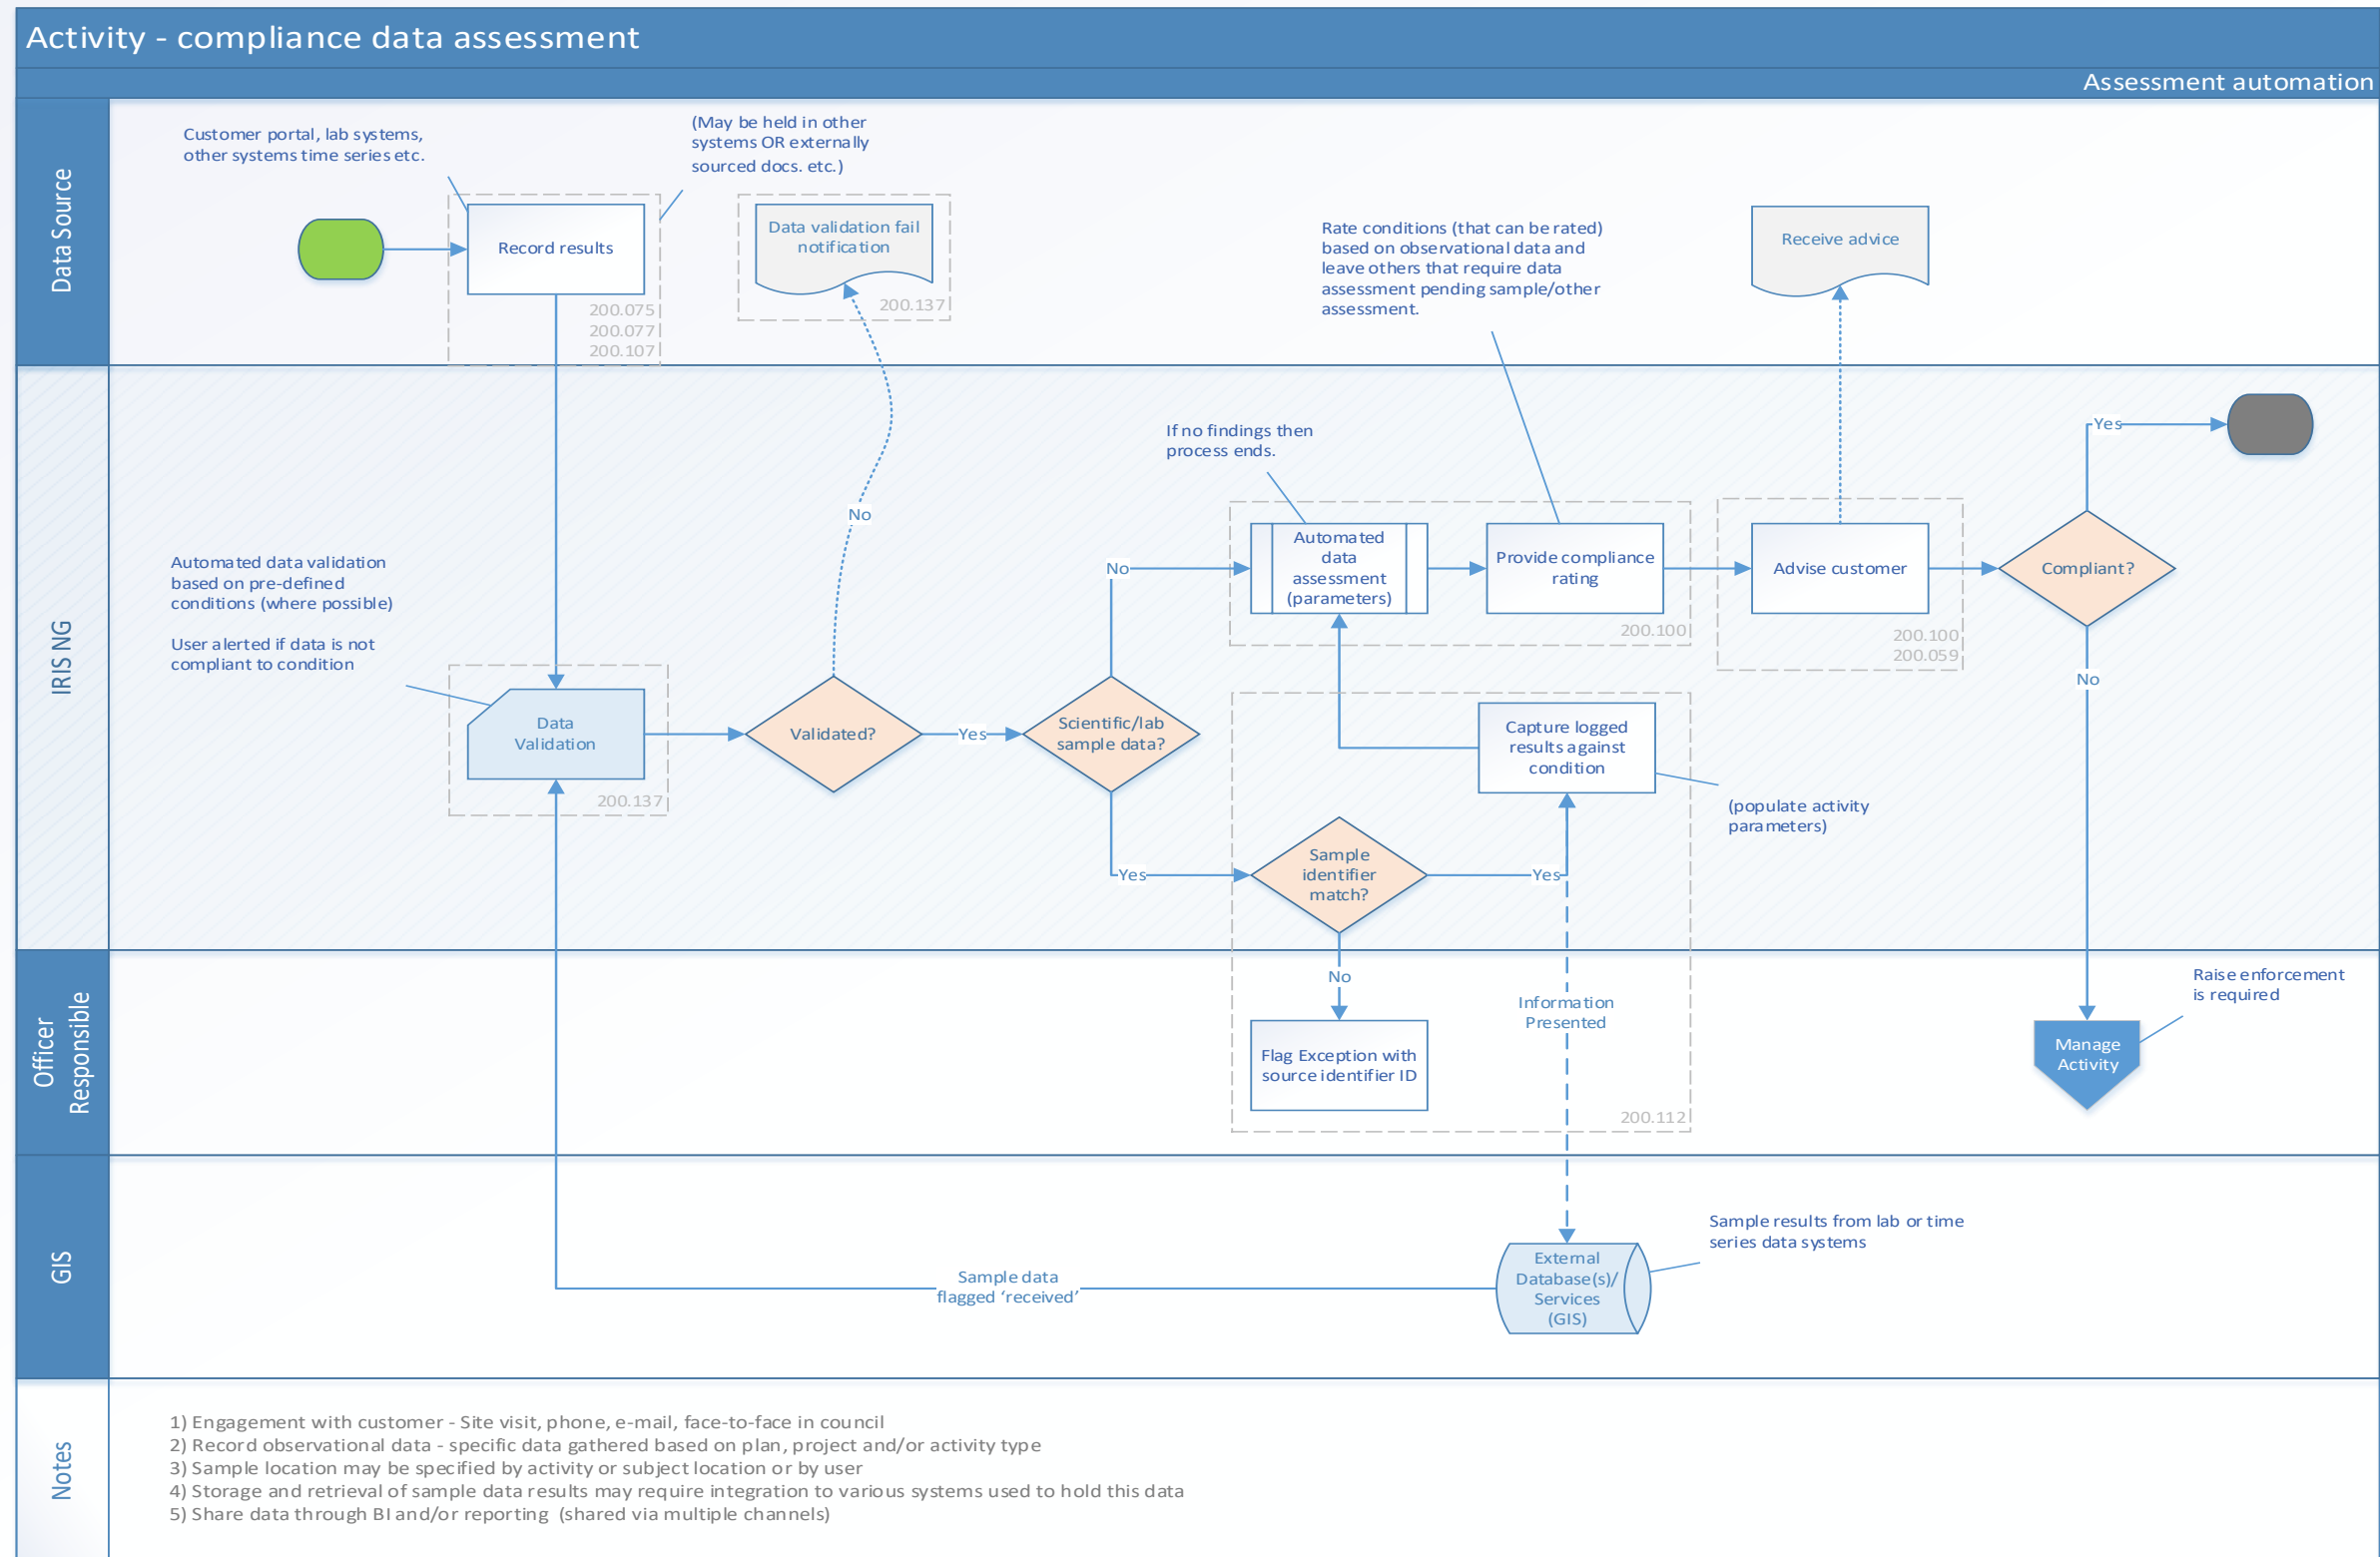 Activity - compliance data assessment
Assessment automation
Data Source
Customer portal, lab systems,
other systems time series etc.
(May be held in other
systems OR externally
sourced docs. etc.)
Record results
200.075
200.077
200.107
Data validation fail
notification
200.137
Rate conditions (that can be rated)
based on observational data and
leave others that require data
assessment pending sample/other
assessment.
Receive advice
IRIS NG
Automated data validation
based on pre-defined
conditions (where possible)
User alerted if data is not
compliant to condition
Data
Validation
200.137
No
Validated?
Yes
Scientific/lab
sample data?
No
Yes
If no findings then
process ends.
Automated
data
assessment
(parameters)
Provide compliance
rating
200.100
Advise customer
200.100
200.059
Compliant?
Yes
No
Capture logged
results against
condition
(populate activity
parameters)
Sample
identifier
match?
Yes
Officer
Responsible
No
Flag Exception with
source identifier ID
Information
Presented
200.112
Raise enforcement
is required
Manage
Activity
GIS
Sample data
flagged ‘received’
External
Database(s)/
Services
(GIS)
Sample results from lab or time
series data systems
Notes
1) Engagement with customer - Site visit, phone, e-mail, face-to-face in council
2) Record observational data - specific data gathered based on plan, project and/or activity type
3) Sample location may be specified by activity or subject location or by user
4) Storage and retrieval of sample data results may require integration to various systems used to hold this data
5) Share data through BI and/or reporting (shared via multiple channels)